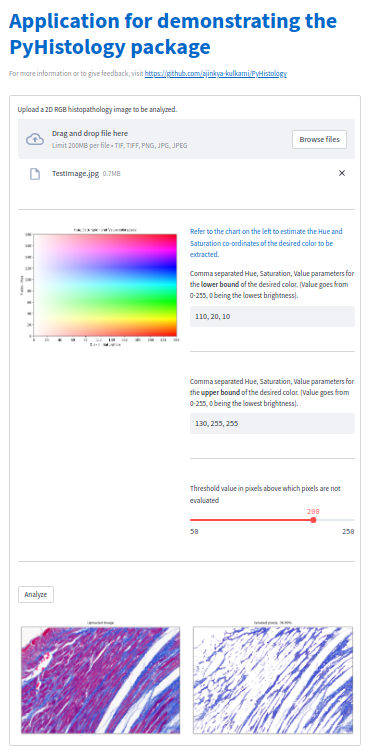 Application for demonstrating the
PyHistology package
For more information or to give feedback, visit https://github.com/ajinkya-kulkarni/PyHistology
Upload a 2D RGB histopathology image to be analyzed.
Drag and drop file here
Limit 200MB per file • TIF, TIFF, PNG, JPG, JPEG
Browse files
TestImage.jpg 0.7MB
Refer to the chart on the left to estimate the Hue and
Saturation co-ordinates of the desired color to be
extracted.
Comma separated Hue, Saturation, Value parameters for
the lower bound of the desired color. (Value goes from
0-255, 0 being the lowest brightness).
110, 20, 10
Comma separated Hue, Saturation, Value parameters for
the upper bound of the desired color. (Value goes from
0-255, 0 being the lowest brightness).
130, 255, 255
Threshold value in pixels above which pixels are not
evaluated
200
50 250
Analyze
Uploaded Image